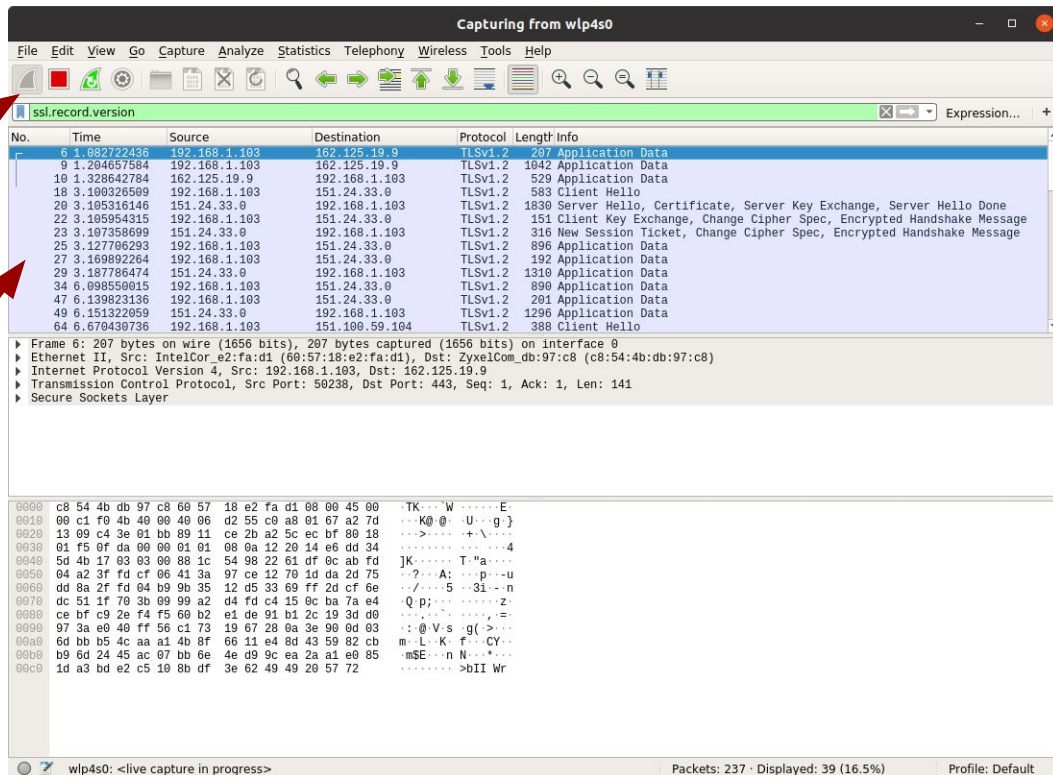 Capturing from wlp4s0
File Edit View Go Capture Analyze Statistics Telephony Wireless Tools Help
ssl.record.version Expression... +
No. Time Source Destination Protocol Length Info
6 1.082722436 192.168.1.103 162.125.19.9 TLSv1.2 207 Application Data
9 1.204657584 192.168.1.103 162.125.19.9 TLSv1.2 1042 Application Data
10 1.328642784 162.125.19.9 192.168.1.103 TLSv1.2 529 Application Data
18 3.100326509 192.168.1.103 151.24.33.0 TLSv1.2 583 Client Hello
20 3.105316146 151.24.33.0 192.168.1.103 TLSv1.2 1830 Server Hello, Certificate, Server Key Exchange, Server Hello Done
22 3.105954315 192.168.1.103 151.24.33.0 TLSv1.2 151 Client Key Exchange, Change Cipher Spec, Encrypted Handshake Message
23 3.107358699 151.24.33.0 192.168.1.103 TLSv1.2 316 New Session Ticket, Change Cipher Spec, Encrypted Handshake Message
25 3.127706293 192.168.1.103 151.24.33.0 TLSv1.2 896 Application Data
27 3.169892264 192.168.1.103 151.24.33.0 TLSv1.2 192 Application Data
29 3.187786474 151.24.33.0 192.168.1.103 TLSv1.2 1310 Application Data
34 6.098550015 192.168.1.103 151.24.33.0 TLSv1.2 890 Application Data
47 6.139823136 192.168.1.103 151.24.33.0 TLSv1.2 201 Application Data
49 6.151322059 151.24.33.0 192.168.1.103 TLSv1.2 1296 Application Data
64 6.670430736 192.168.1.103 151.100.59.104 TLSv1.2 388 Client Hello
Frame 6: 207 bytes on wire (1656 bits), 207 bytes captured (1656 bits) on interface 0
Ethernet II, Src: IntelCor_e2:fa:d1 (60:57:18:e2:fa:d1), Dst: ZyxelCom_db:97:c8 (c8:54:4b:db:97:c8)
Internet Protocol Version 4, Src: 192.168.1.103, Dst: 162.125.19.9
Transmission Control Protocol, Src Port: 50238, Dst Port: 443, Seq: 1, Ack: 1, Len: 141
Secure Sockets Layer
0000 c8 54 4b db 97 c8 60 57 18 e2 fa d1 08 00 45 00 ·TK···`W ······E·
0010 00 c1 f0 4b 40 00 40 06 d2 55 c0 a8 01 67 a2 7d ···K@·@· ·U···g·}
0020 13 09 c4 3e 01 bb 89 11 ce 2b a2 5c ec bf 80 18 ···>···· ·+·\····
0030 01 f5 0f da 00 00 01 01 08 0a 12 20 14 e6 dd 34 ········ ··· ···4
0040 5d 4b 17 03 03 00 88 1c 54 98 22 61 df 0c ab fd ]K······ T·"a····
0050 04 a2 3f fd cf 06 41 3a 97 ce 12 70 1d da 2d 75 ··?···A: ···p··-u
0060 dd 8a 2f fd 04 b9 9b 35 12 d5 33 69 ff 2d cf 6e ··/····5 ··3i·-·n
0070 dc 51 1f 70 3b 09 99 a2 d4 fd c4 15 0c ba 7a e4 ·Q·p;··· ······z·
0080 ce bf c9 2e f4 f5 60 b2 e1 de 91 b1 2c 19 3d d0 ···.··`· ····,·=·
0090 97 3a e0 40 ff 56 c1 73 19 67 28 0a 3e 90 0d 03 ·:·@·V·s ·g(·>···
00a0 6d bb b5 4c aa a1 4b 8f 66 11 e4 8d 43 59 82 cb m··L··K· f···CY··
00b0 b9 6d 24 45 ac 07 bb 6e 4e d9 9c ea 2a a1 e0 85 ·m$E···n N···*···
00c0 1d a3 bd e2 c5 10 8b df 3e 62 49 49 20 57 72 ········ >bII Wr
wlp4s0: <live capture in progress> Packets: 237 · Displayed: 39 (16.5%) Profile: Default